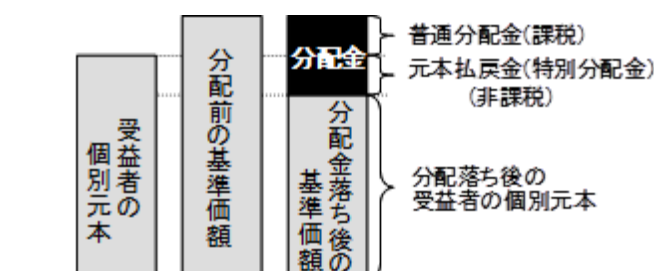 受益者の
個別元本
分配前の基準価額
分配金
分配金落ち後の
基準価額
普通分配金(課税)
元本払戻金(特別分配金)
(非課税)
分配落ち後の
受益者の個別元本